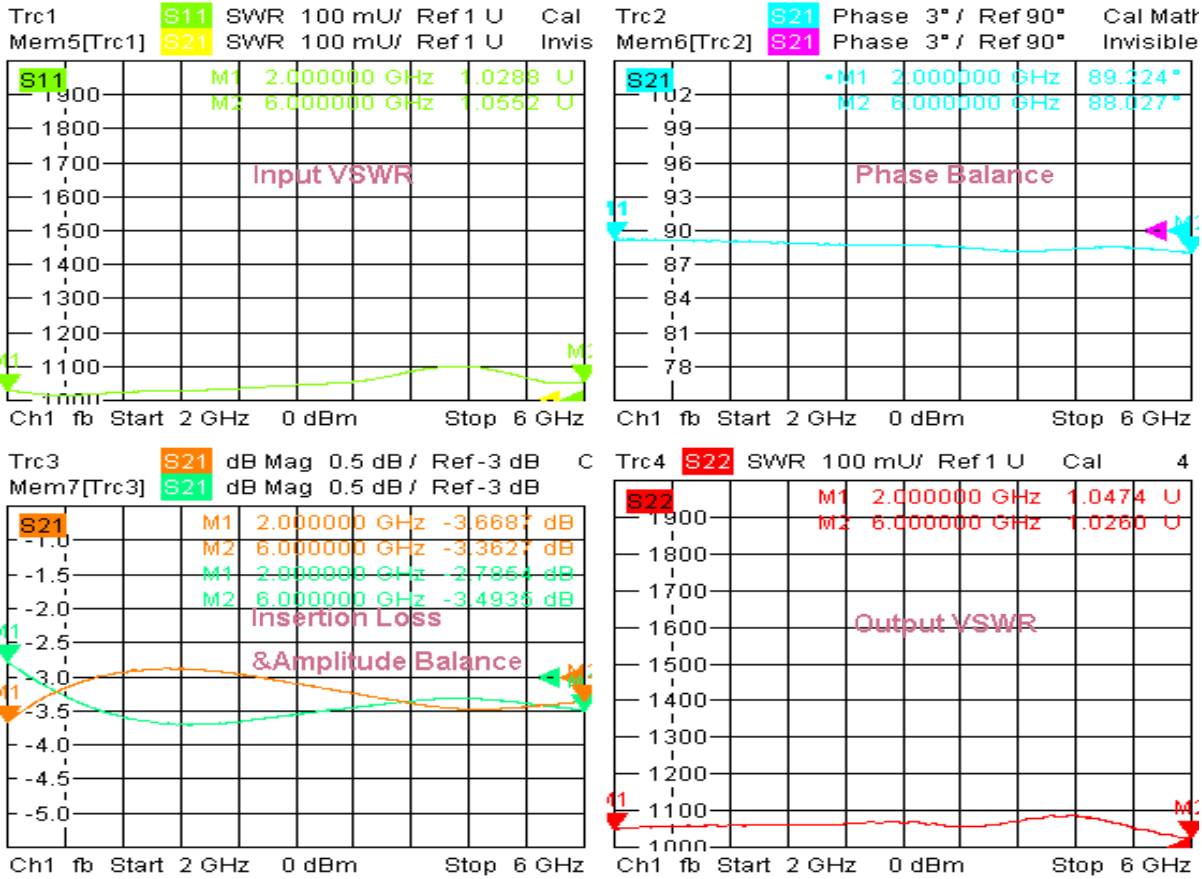 Trc1 S11 SWR 100 mU/ Ref 1 U Cal
Mem5[Trc1] S21 SWR 100 mU/ Ref 1 U Invis
S11
M1 2.000000 GHz 1.0288 U
M2 6.000000 GHz 1.0552 U
1900
1800
1700
Input VSWR
1600
1500
1400
1300
1200
M1
M2
1100
1000
Ch1 fb Start 2 GHz 0 dBm Stop 6 GHz
Trc2 S21 Phase 3°/ Ref 90° Cal Math
Mem6[Trc2] S21 Phase 3°/ Ref 90° Invisible
S21
•M1 2.000000 GHz 89.224°
M2 6.000000 GHz 88.027°
102
99
96
Phase Balance
93
90
87
84
81
78
Ch1 fb Start 2 GHz 0 dBm Stop 6 GHz
Trc3 S21 dB Mag 0.5 dB/ Ref -3 dB C
Mem7[Trc3] S21 dB Mag 0.5 dB/ Ref -3 dB
S21
M1 2.000000 GHz -3.6687 dB
-1.0
M2 6.000000 GHz -3.3627 dB
-1.5
M1 2.000000 GHz -2.7854 dB
M2 6.000000 GHz -3.4935 dB
-2.0
Insertion Loss
-2.5
&Amplitude Balance
-3.0
-3.5
-4.0
-4.5
-5.0
Ch1 fb Start 2 GHz 0 dBm Stop 6 GHz
Trc4 S22 SWR 100 mU/ Ref 1 U Cal 4
S22
M1 2.000000 GHz 1.0474 U
M2 6.000000 GHz 1.0260 U
1900
1800
1700
1600
Output VSWR
1500
1400
1300
1200
M2
1100
1000
Ch1 fb Start 2 GHz 0 dBm Stop 6 GHz